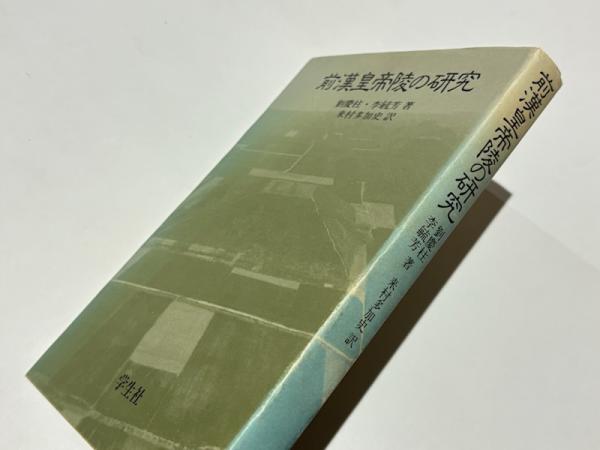 前漢皇帝陵の研究
劉慶柱・李毓芳 著
来村多加史 訳
学生社
前漢皇帝陵の研究
劉慶柱
李毓芳 著
来村多加史 訳